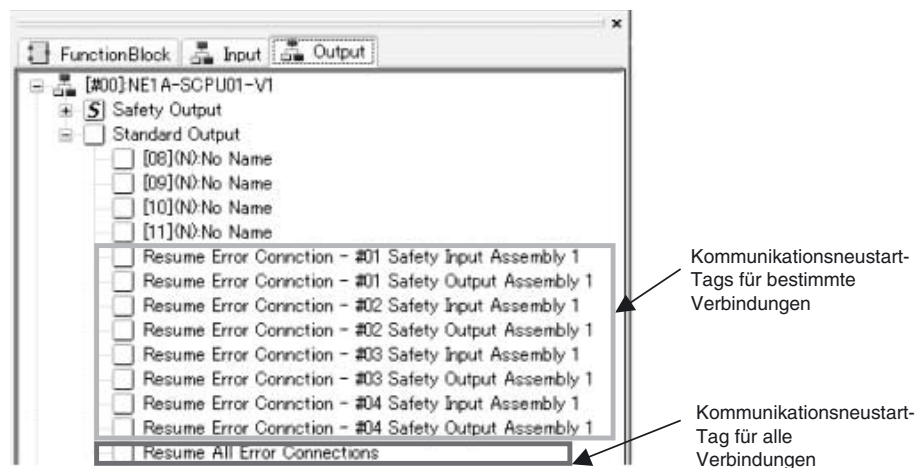 FunctionBlock Input Output
[#00]:NE1A-SCPU01-V1
S Safety Output
Standard Output
[08](N):No Name
[09](N):No Name
[10](N):No Name
[11](N):No Name
Resume Error Connction - #01 Safety Input Assembly 1
Resume Error Connction - #01 Safety Output Assembly 1
Resume Error Connction - #02 Safety Input Assembly 1
Resume Error Connction - #02 Safety Output Assembly 1
Resume Error Connction - #03 Safety Input Assembly 1
Resume Error Connction - #03 Safety Output Assembly 1
Resume Error Connction - #04 Safety Input Assembly 1
Resume Error Connction - #04 Safety Output Assembly 1
Resume All Error Connections
Kommunikationsneustart-
Tags für bestimmte
Verbindungen
Kommunikationsneustart-
Tag für alle
Verbindungen